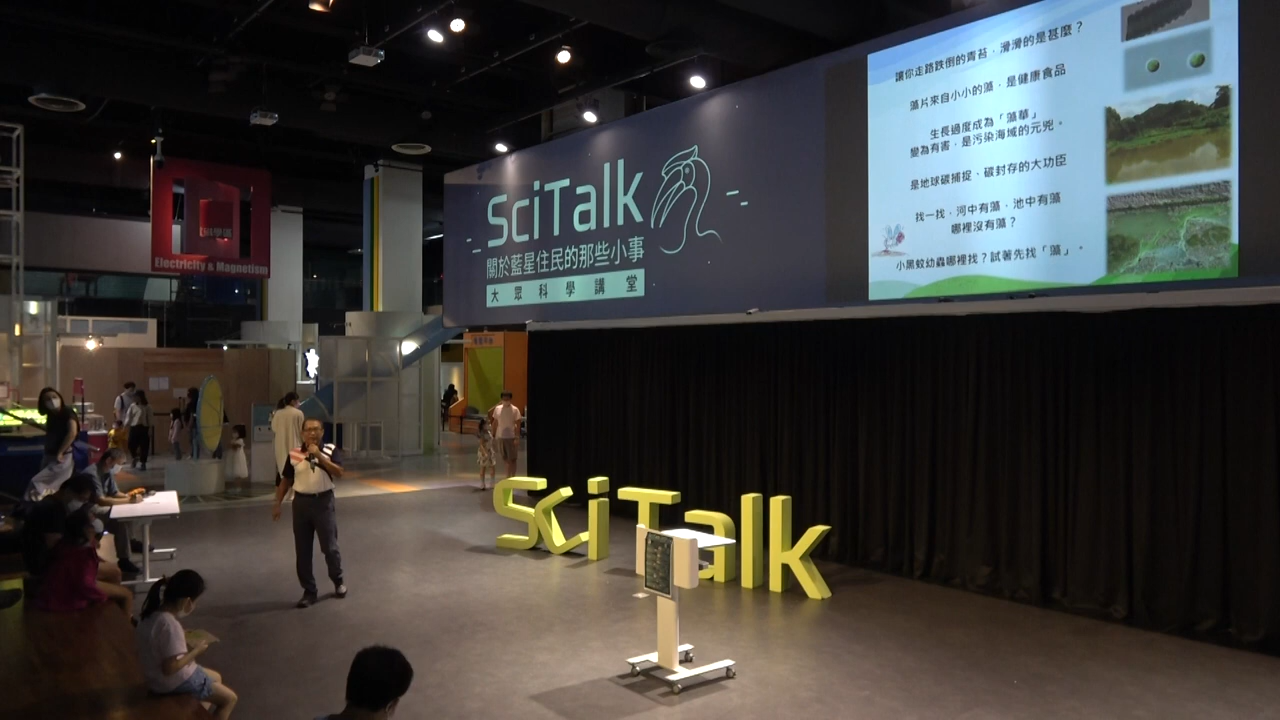 SciTalk
關於藍星住民的那些小事
大眾科學講堂
讓你走路跌倒的青苔，滑滑的是甚麼？
藻片來自小小的藻，是健康食品
生長過度成為「藻華」
變為有害，是污染海域的元兇。
是地球碳捕捉、碳封存的大功臣
找一找，河中有藻，池中有藻
哪裡沒有藻？
小黑蚊幼蟲哪裡找？試著先找「藻」。
Electricity & Magnetism
SciTalk